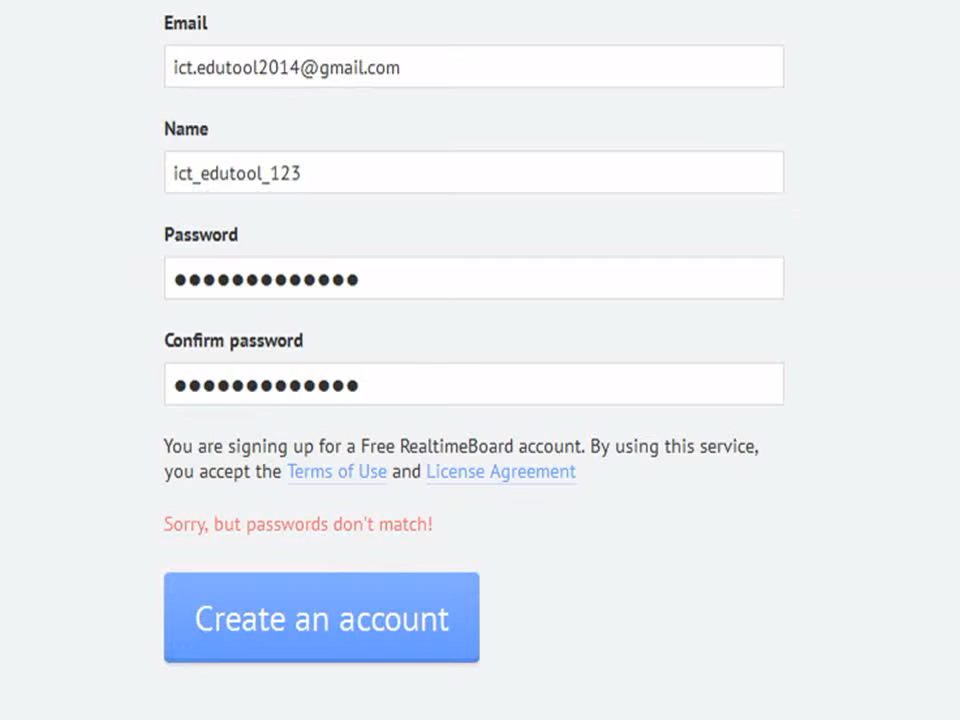 Email
ict.edutool2014@gmail.com
Name
ict_edutool_123
Password
●●●●●●●●●●●●●
Confirm password
●●●●●●●●●●●●●
You are signing up for a Free RealtimeBoard account. By using this service,
you accept the Terms of Use and License Agreement
Sorry, but passwords don't match!
Create an account